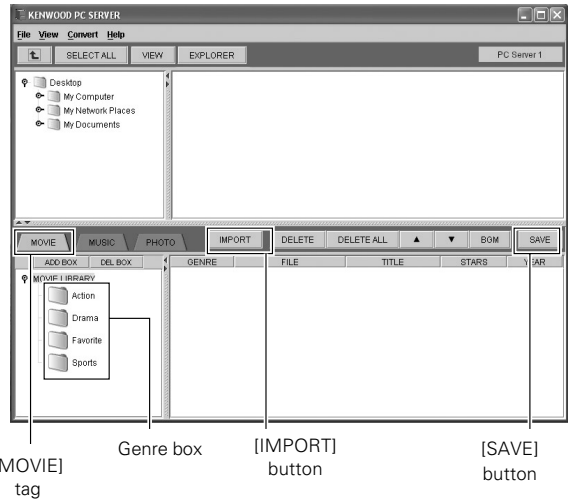 KENWOOD PC SERVER
File View Convert Help
SELECT ALL VIEW EXPLORER PC Server 1
Desktop
My Computer
My Network Places
My Documents
MOVIE MUSIC PHOTO IMPORT DELETE DELETE ALL ▲ ▼ BGM SAVE
ADD BOX DEL BOX GENRE FILE TITLE STARS Y AR
MOVIE LIBRARY
Action
Drama
Favorite
Sports
MOVIE]
tag
Genre box
[IMPORT]
button
[SAVE]
button